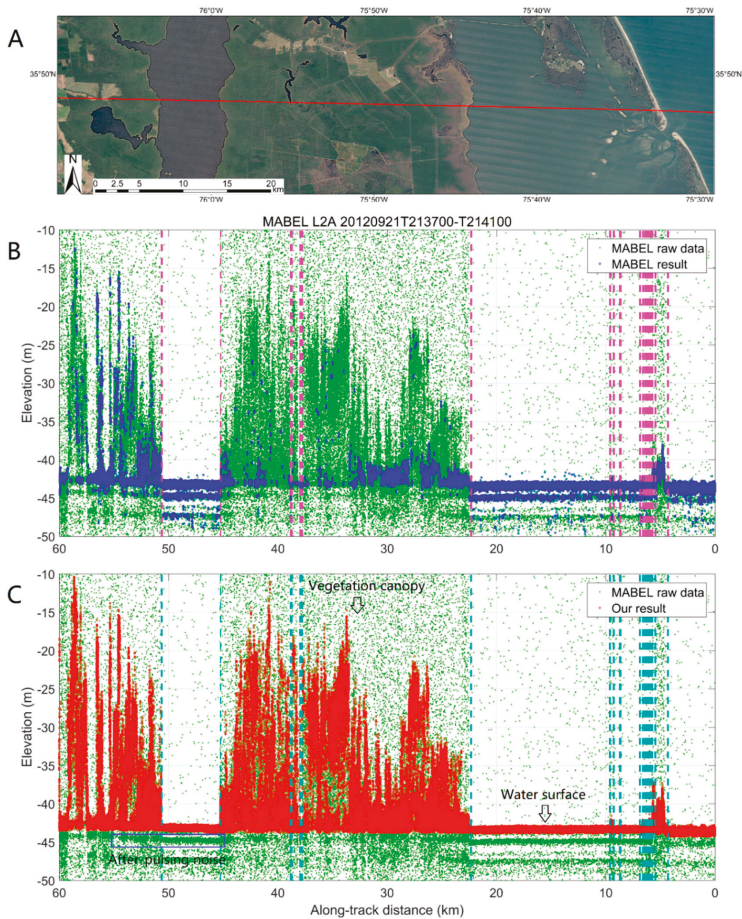 A
76°0'W
75°50'W
75°40'W
75°30'W
35°50'N
35°50'N
N
0 2.5 5 10 15 20
km
76°0'W
75°50'W
75°40'W
75°30'W
B
MABEL L2A 20120921T213700-T214100
MABEL raw data
MABEL result
Elevation (m)
-10
-15
-20
-25
-30
-35
-40
-45
-50
60 50 40 30 20 10 0
C
Vegetation canopy
MABEL raw data
Our result
Elevation (m)
-10
-15
-20
-25
-30
-35
-40
-45
-50
Water surface
After-pulsing noise
60 50 40 30 20 10 0
Along-track distance (km)